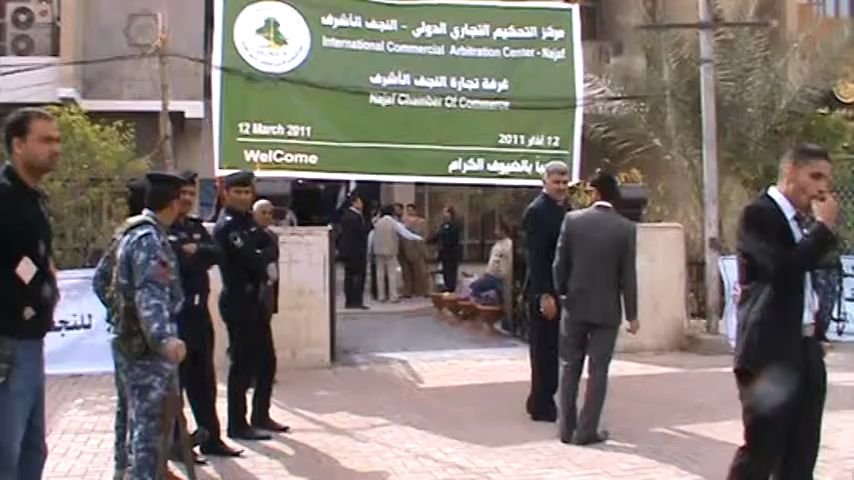 مركز التحكيم التجاري الدولي - النجف الأشرف
International Commercial Arbitration Center - Najaf
غرفة تجارة النجف الأشرف
Najaf Chamber Of Commerce
12 March 2011
12 آذار 2011
WelCome
بالضيوف الكرام